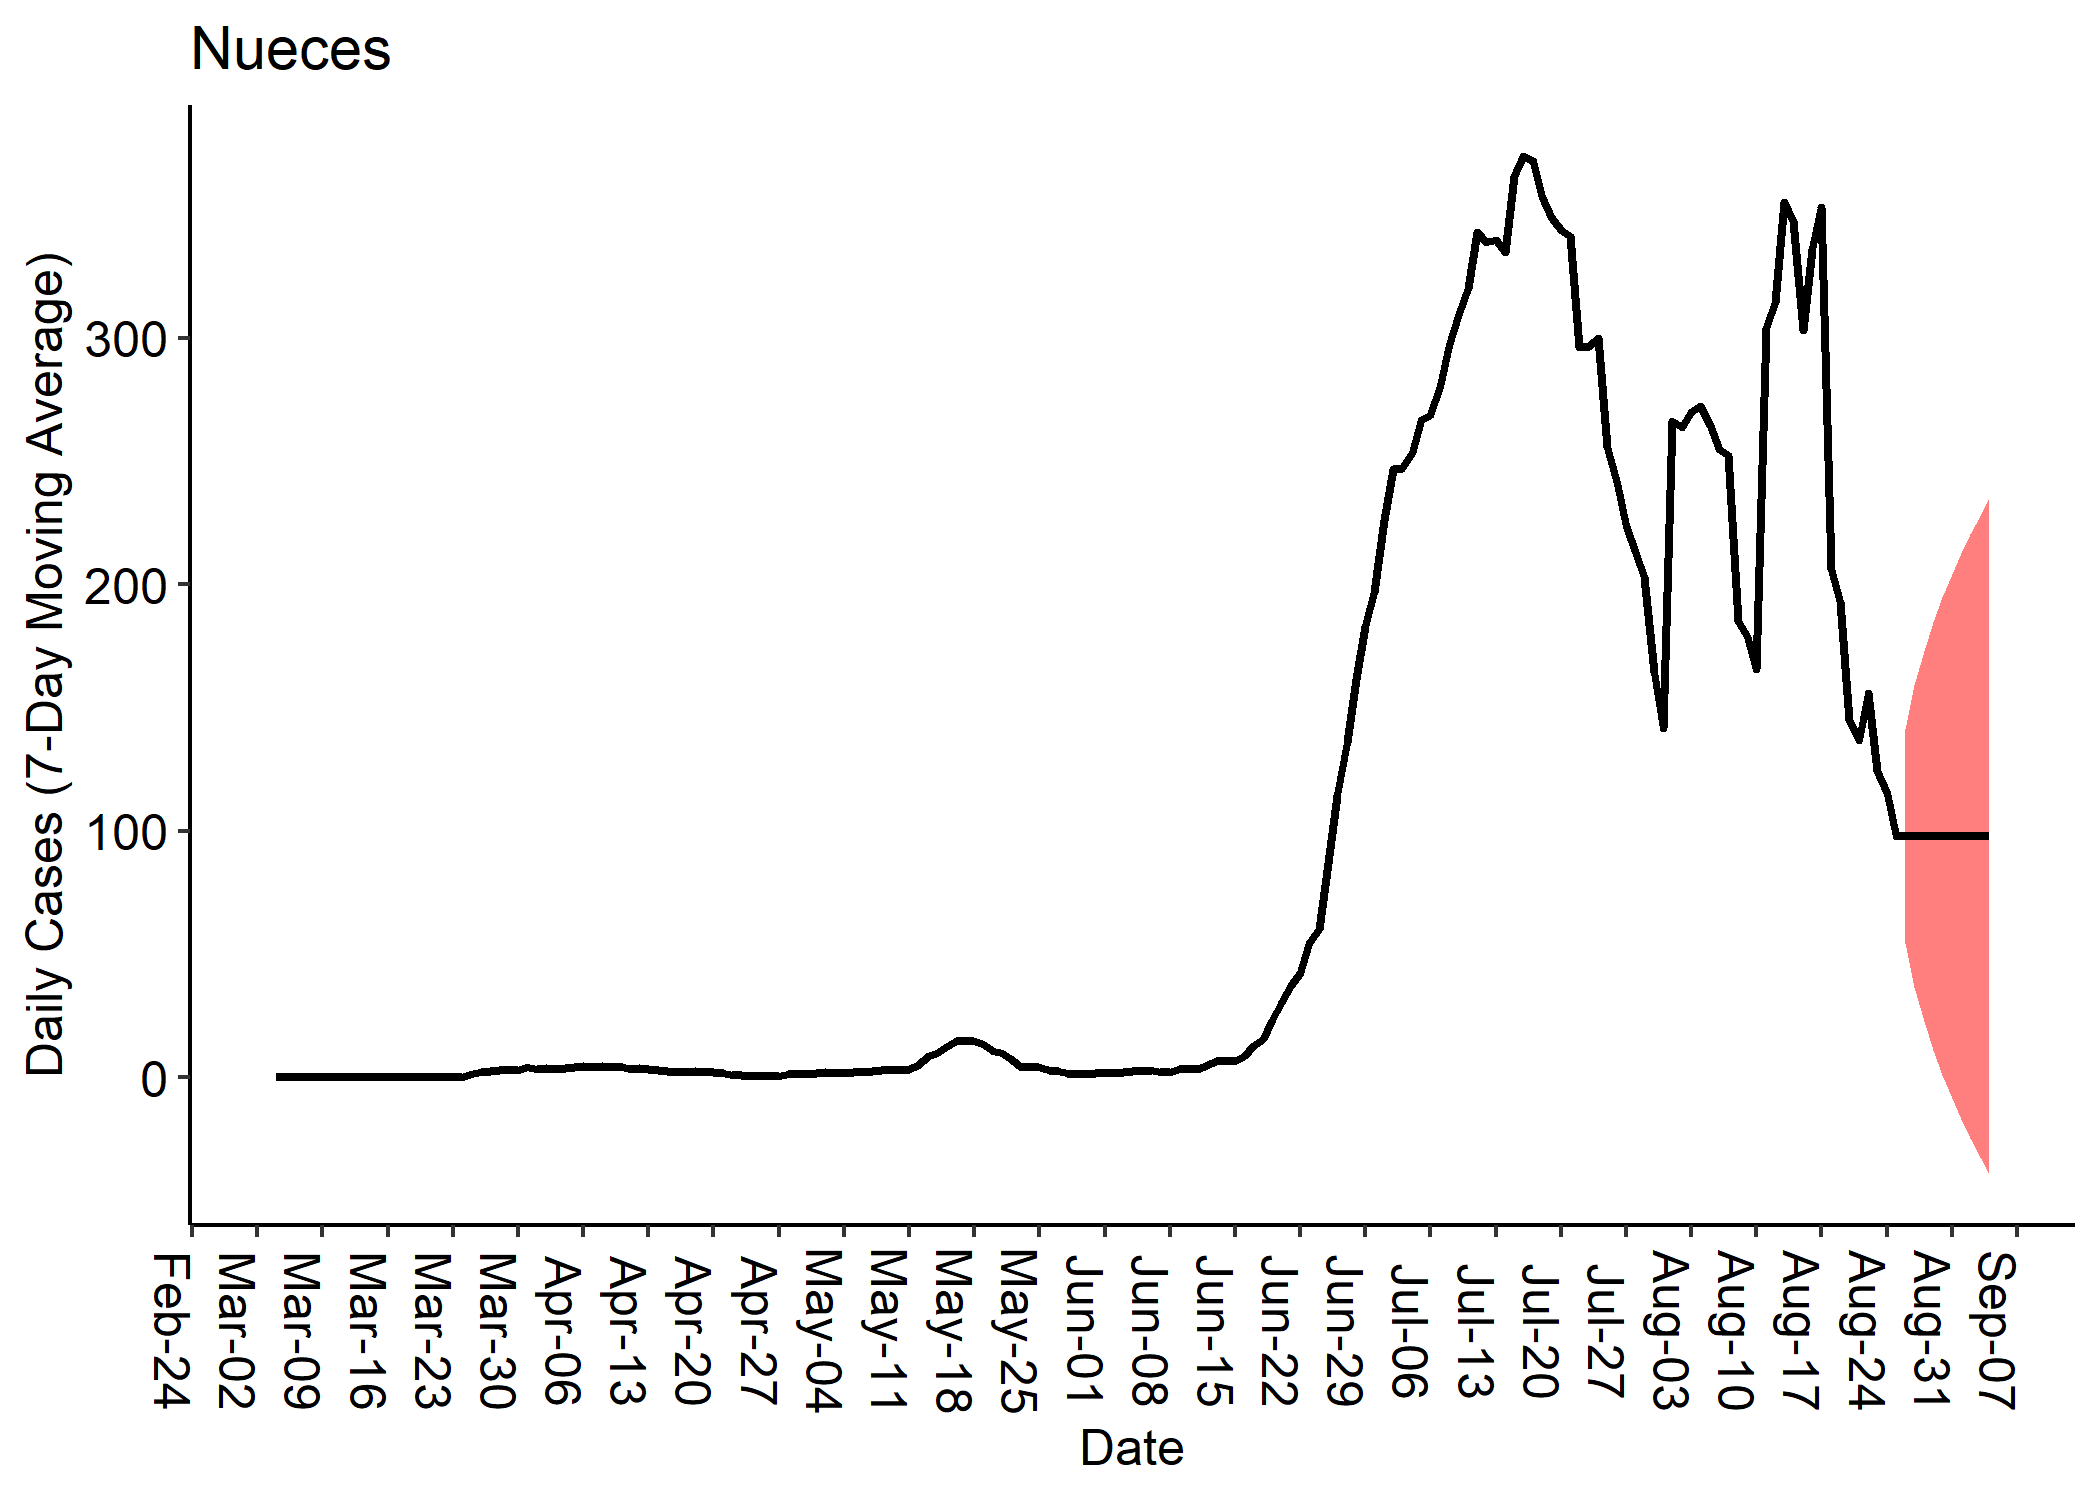 Nueces
Daily Cases (7-Day Moving Average)
300
200
100
0
Feb-24
Mar-02
Mar-09
Mar-16
Mar-23
Mar-30
Apr-06
Apr-13
Apr-20
Apr-27
May-04
May-11
May-18
May-25
Jun-01
Jun-08
Jun-15
Jun-22
Jun-29
Jul-06
Jul-13
Jul-20
Jul-27
Aug-03
Aug-10
Aug-17
Aug-24
Aug-31
Sep-07
Date